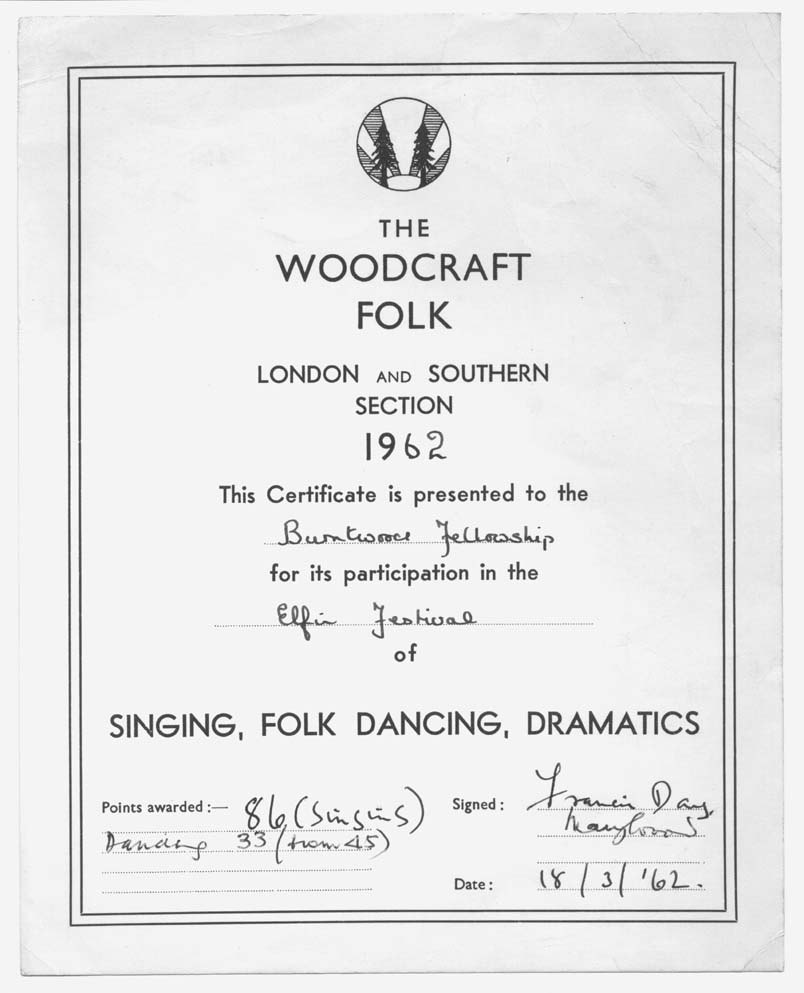 THE
WOODCRAFT
FOLK
LONDON AND SOUTHERN
SECTION
1962
This Certificate is presented to the
Burntwood Fellowship
for its participation in the
Elfin Festival
of
SINGING, FOLK DANCING, DRAMATICS
Points awarded :— 86 (Singing)
Dancing 33 (from 45)
Signed : Francis Day,
Date : 18/3/'62.